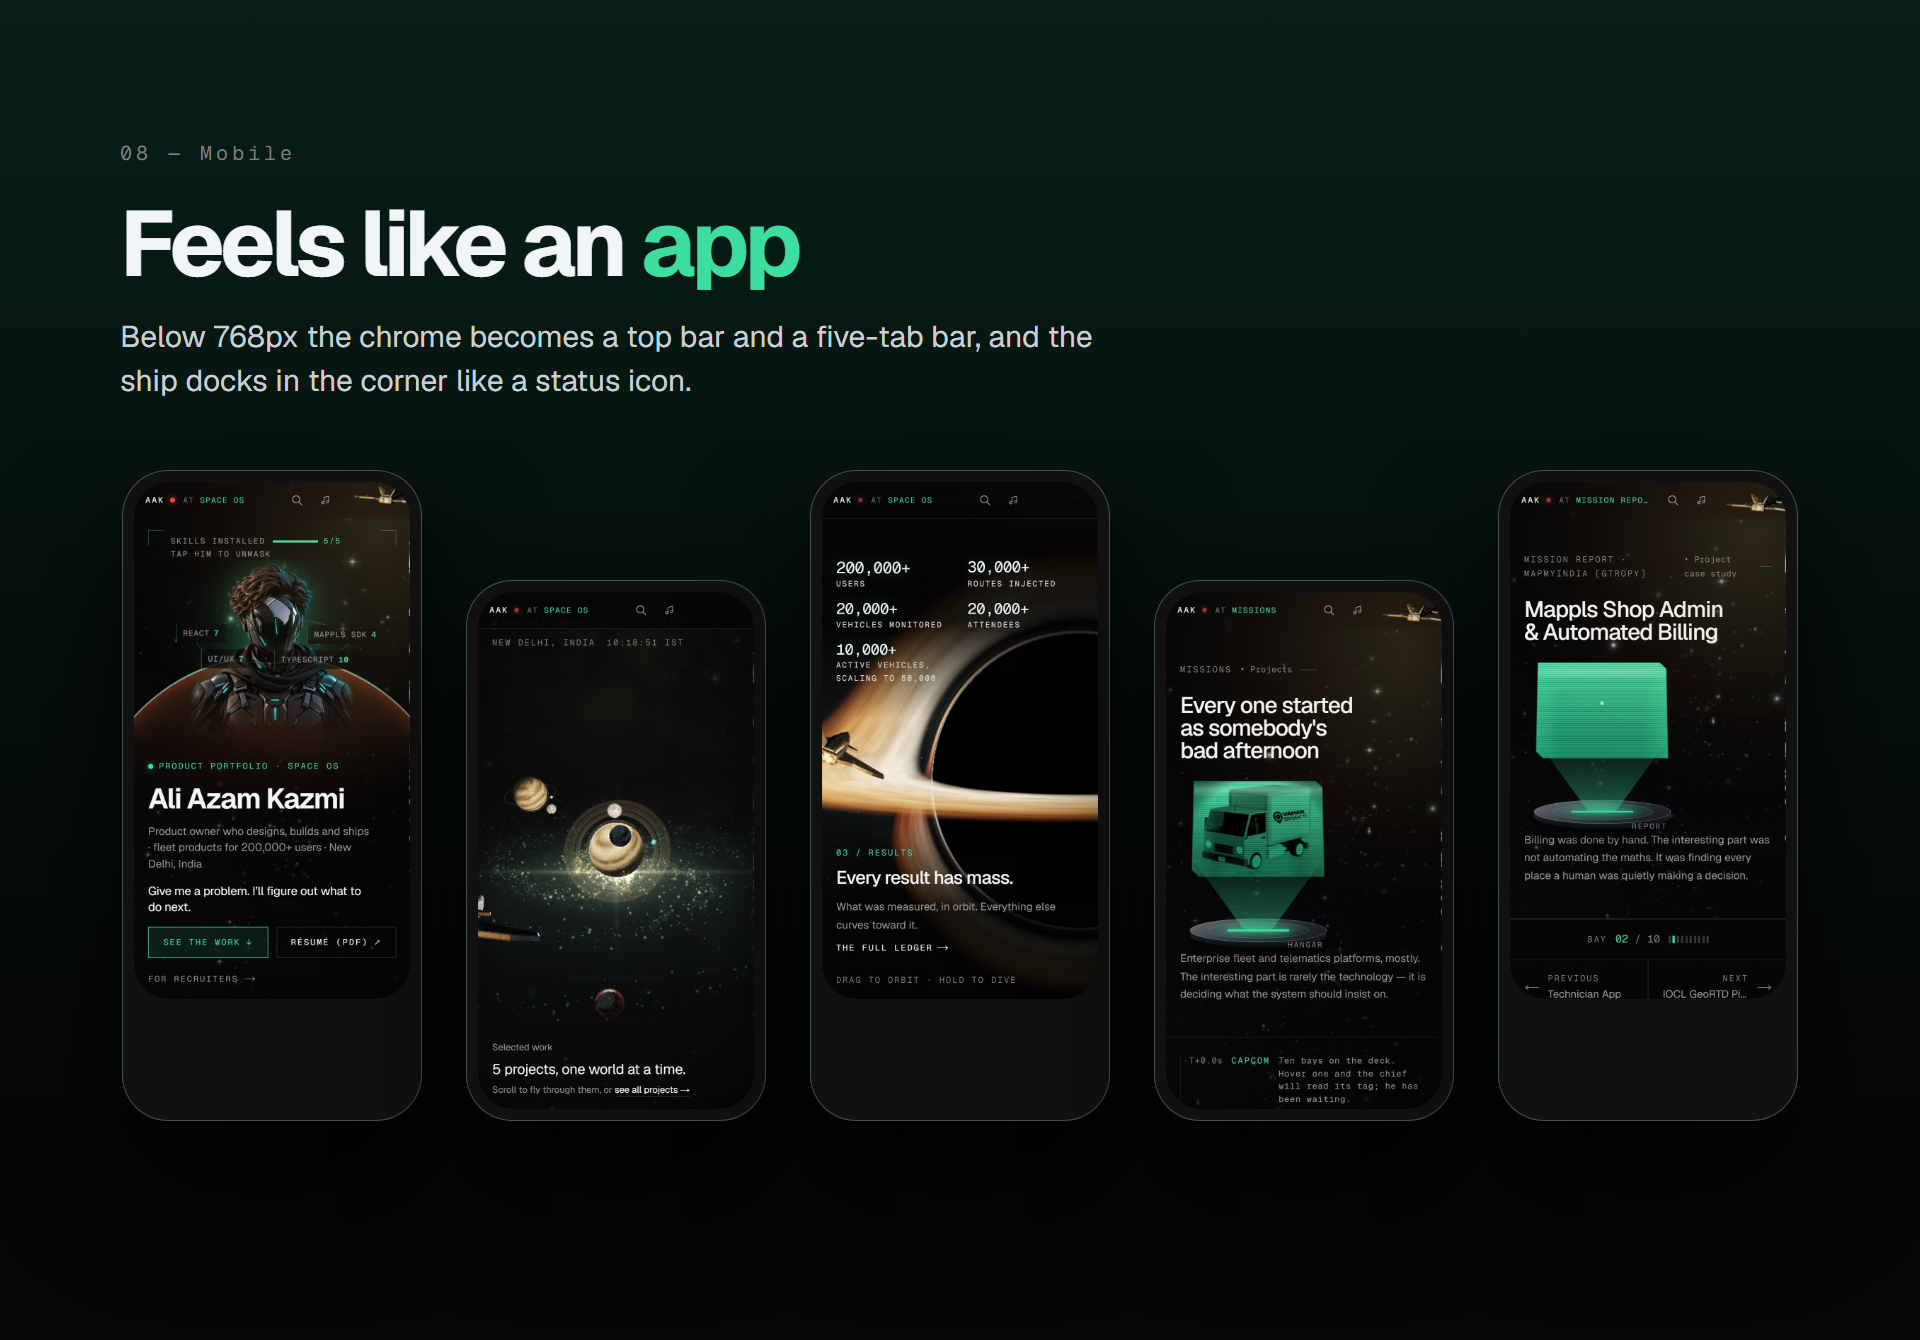 08 — Mobile
Feels like an app
Below 768px the chrome becomes a top bar and a five-tab bar, and the
ship docks in the corner like a status icon.
AAK AT SPACE OS
SKILLS INSTALLED 5/5
TAP HIM TO UNMASK
REACT 7
MAPPLS SDK 4
UI/UX 7
TYPESCRIPT 10
PRODUCT PORTFOLIO · SPACE OS
Ali Azam Kazmi
Product owner who designs, builds and ships
· fleet products for 200,000+ users · New
Delhi, India
Give me a problem. I'll figure out what to
do next.
SEE THE WORK ↓
RÉSUMÉ (PDF) ↗
FOR RECRUITERS →
AAK AT SPACE OS
NEW DELHI, INDIA 10:18:51 IST
Selected work
5 projects, one world at a time.
Scroll to fly through them, or see all projects →
AAK AT SPACE OS
200,000+
USERS
30,000+
ROUTES INJECTED
20,000+
VEHICLES MONITORED
20,000+
ATTENDEES
10,000+
ACTIVE VEHICLES,
SCALING TO 50,000
03 / RESULTS
Every result has mass.
What was measured, in orbit. Everything else
curves toward it.
THE FULL LEDGER →
DRAG TO ORBIT · HOLD TO DIVE
AAK AT MISSIONS
MISSIONS • Projects
Every one started
as somebody's
bad afternoon
HANGAR
Enterprise fleet and telematics platforms, mostly.
The interesting part is rarely the technology — it is
deciding what the system should insist on.
T+0.0s CAPCOM Ten bays on the deck.
Hover one and the chief
will read its tag; he has
been waiting.
AAK AT MISSION REPO…
MISSION REPORT ·
MAPMYINDIA [GTROPY]
• Project
case study
Mappls Shop Admin
& Automated Billing
REPORT
Billing was done by hand. The interesting part was
not automating the maths. It was finding every
place a human was quietly making a decision.
BAY 02 / 10
PREVIOUS
← Technician App
NEXT
IOCL GeoRTD Pi… →